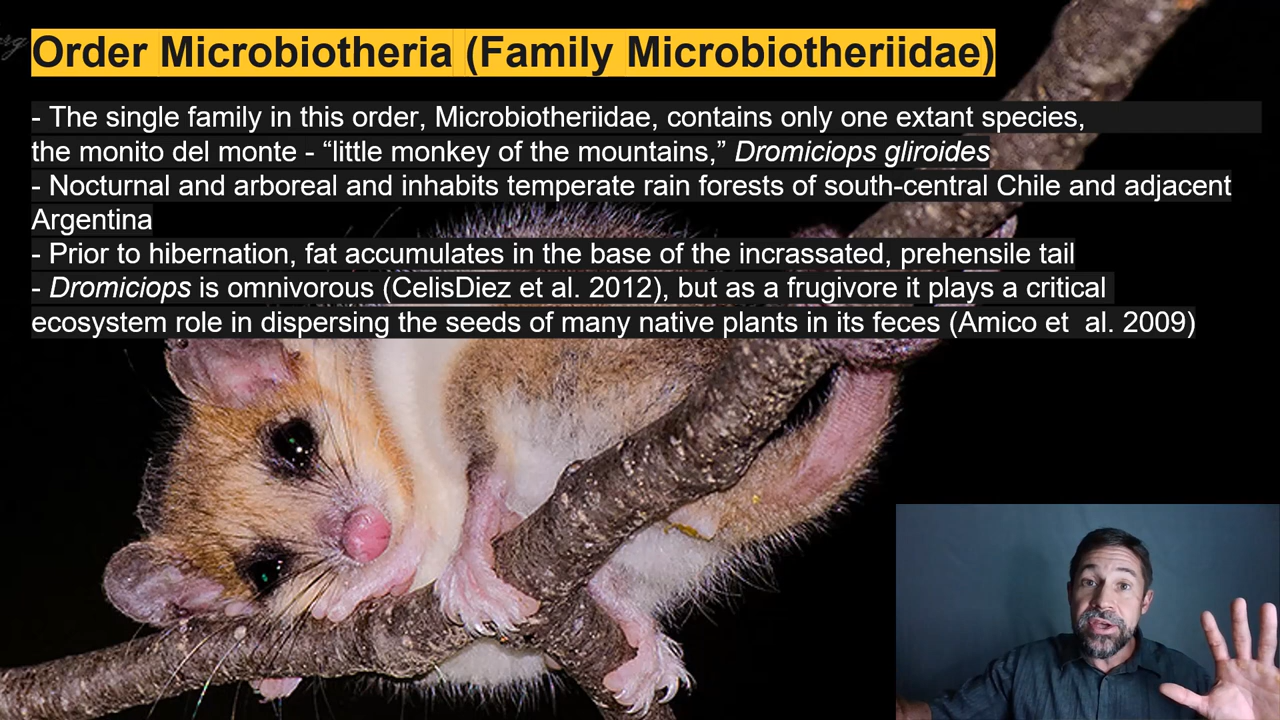 Order Microbiotheria (Family Microbiotheriidae)
- The single family in this order, Microbiotheriidae, contains only one extant species,
the monito del monte - “little monkey of the mountains,” Dromiciops gliroides
- Nocturnal and arboreal and inhabits temperate rain forests of south-central Chile and adjacent
Argentina
- Prior to hibernation, fat accumulates in the base of the incrassated, prehensile tail
- Dromiciops is omnivorous (CelisDiez et al. 2012), but as a frugivore it plays a critical
ecosystem role in dispersing the seeds of many native plants in its feces (Amico et  al. 2009)